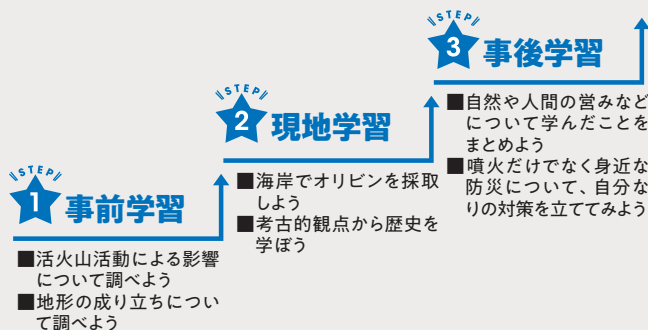 STEP
1 事前学習
■活火山活動による影響
について調べよう
■地形の成り立ちについ
て調べよう
STEP
2 現地学習
■海岸でオリビンを採取
しよう
■考古的観点から歴史を
学ぼう
STEP
3 事後学習
■自然や人間の営みなど
について学んだことを
まとめよう
■噴火だけでなく身近な
防災について、自分な
りの対策を立ててみよう